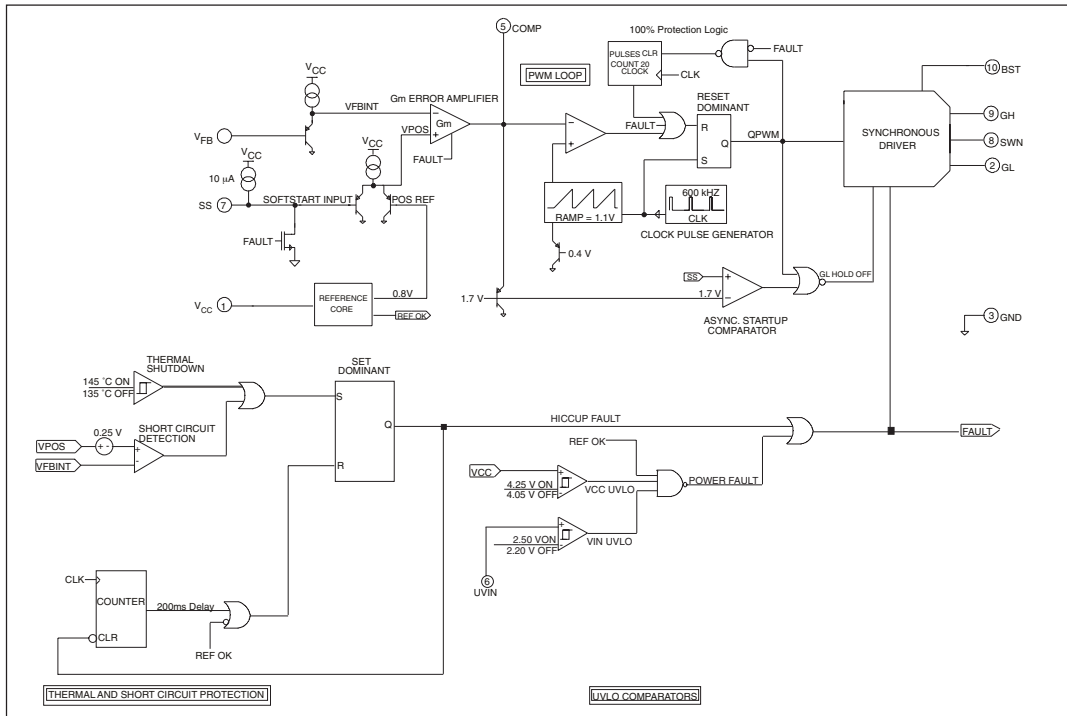 5 COMP
100% Protection Logic
PULSES CLR
COUNT 20
CLOCK
FAULT
CLK
PWM LOOP
10 BST
VCC
Gm ERROR AMPLIFIER
VFBINT
Gm
VPOS
FAULT
VFB
RESET
DOMINANT
FAULT
R
Q
S
QPWM
SYNCHRONOUS
DRIVER
9 GH
8 SWN
2 GL
VCC
10 µA
VCC
SS 7
SOFTSTART INPUT
POS REF
FAULT
RAMP = 1.1V
600 kHZ
CLK
CLOCK PULSE GENERATOR
0.4 V
GL HOLD OFF
SS
+
1.7 V
−
1.7 V
ASYNC. STARTUP
COMPARATOR
VCC 1
REFERENCE
CORE
0.8V
REF OK
3 GND
THERMAL
SHUTDOWN
145 ˚C ON
135 ˚C OFF
SET
DOMINANT
S
Q
R
0.25 V
VPOS
+ -
SHORT CIRCUIT
DETECTION
+
-
VFBINT
HICCUP FAULT
FAULT
REF OK
VCC
+
4.25 V ON
4.05 V OFF
-
VCC UVLO
POWER FAULT
+
2.50 VON
2.20 V OFF
-
VIN UVLO
6
UVIN
CLK
COUNTER
CLR
200ms Delay
REF OK
THERMAL AND SHORT CIRCUIT PROTECTION
UVLO COMPARATORS